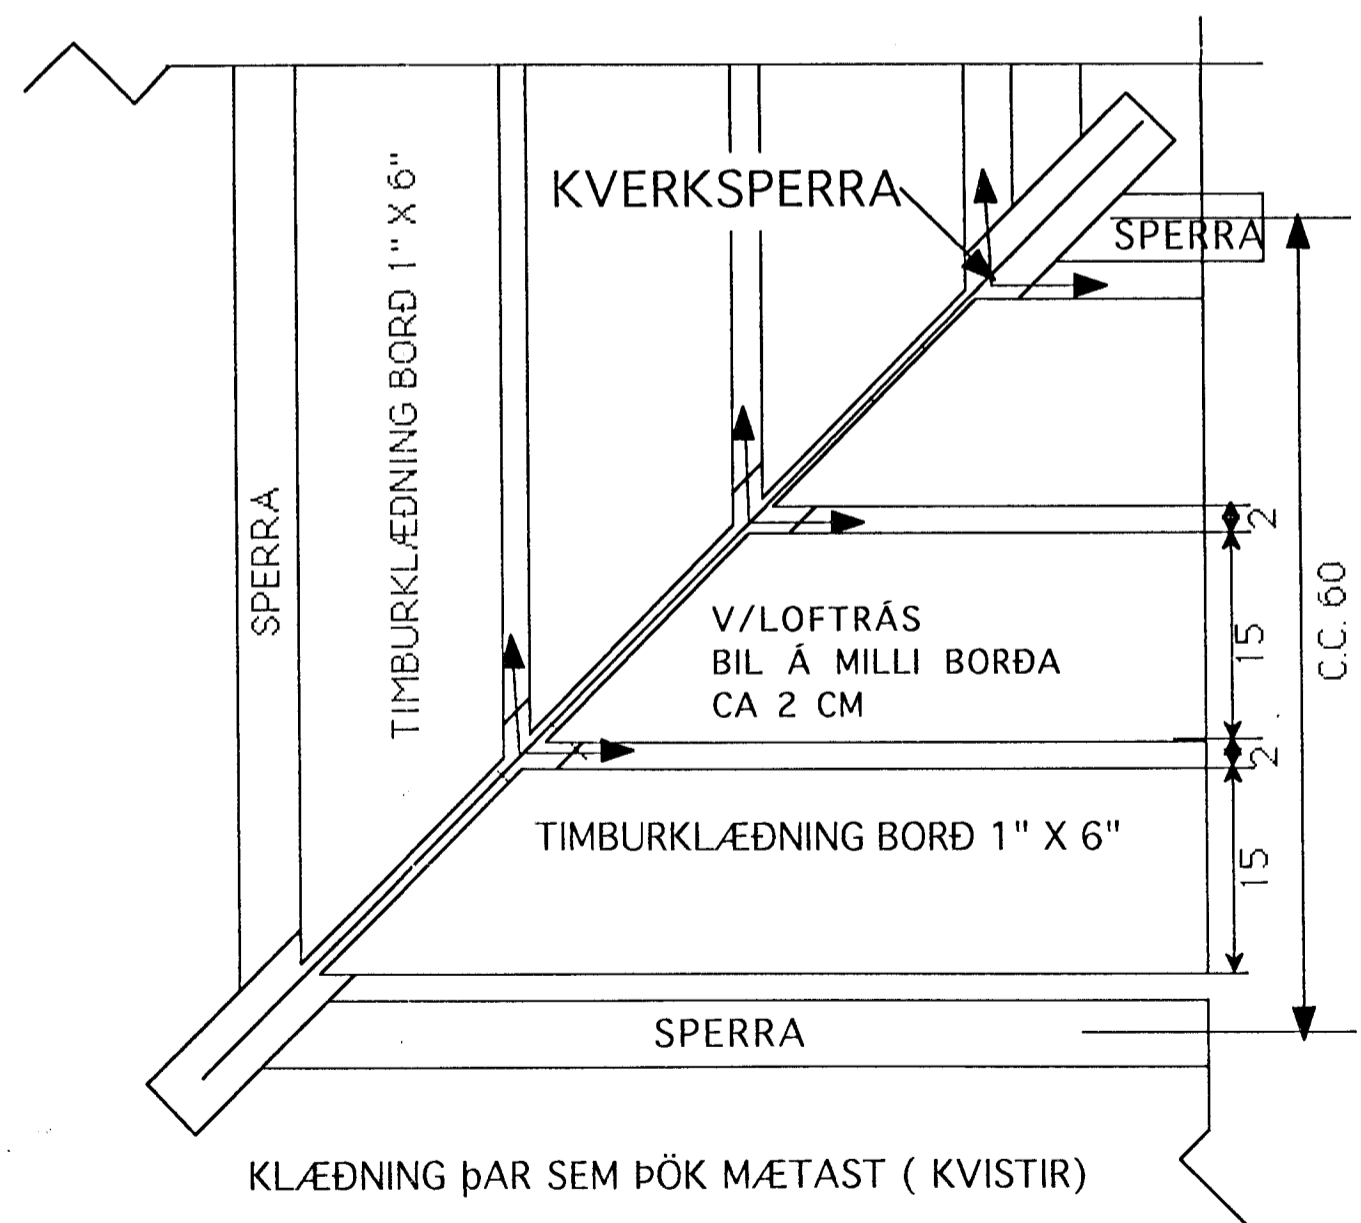 KVERKSPERRA
SPERRA
TIMBURKLÆÐNING BORÐ 1" X 6"
SPERRA
2
V/LOFTRÁS
BIL Á MILLI BORÐA
CA 2 CM
15
C.C. 60
2
TIMBURKLÆÐNING BORÐ 1" X 6"
15
SPERRA
KLÆÐNING þAR SEM ÞÖK MÆTAST ( KVISTIR)